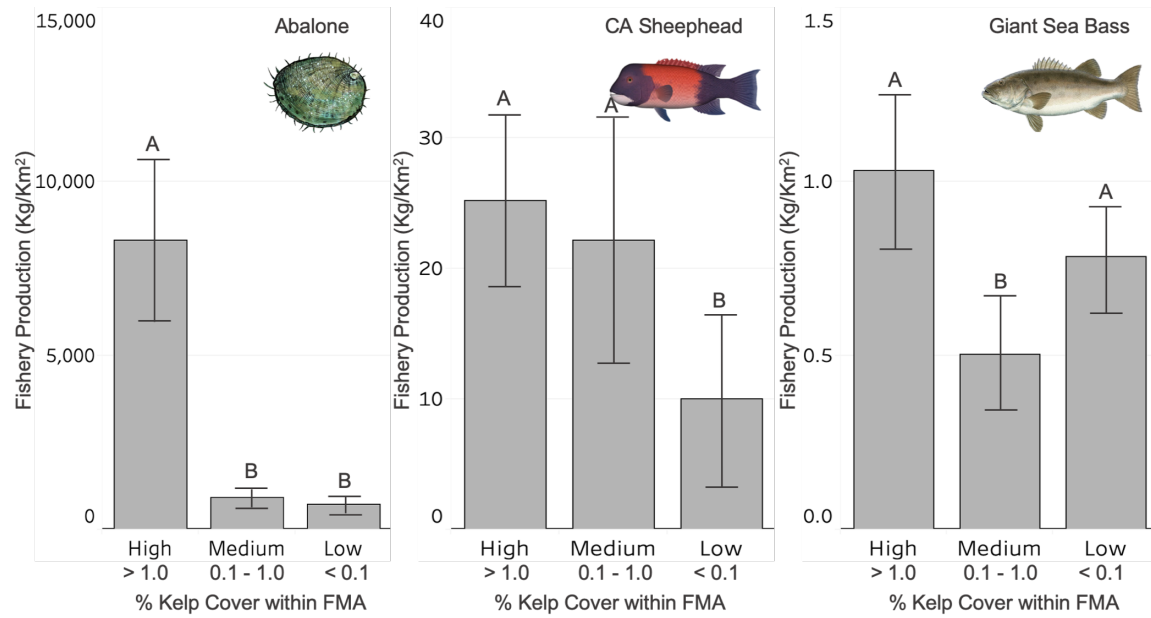 Abalone
15,000
10,000
5,000
0
Fishery Production (Kg/Km²)
A
B
B
High
Medium
Low
> 1.0
0.1 - 1.0
< 0.1
% Kelp Cover within FMA
CA Sheephead
40
30
20
10
0
Fishery Production (Kg/Km²)
A
A
B
High
Medium
Low
> 1.0
0.1 - 1.0
< 0.1
% Kelp Cover within FMA
Giant Sea Bass
1.5
1.0
0.5
0.0
Fishery Production (Kg/Km²)
A
B
A
High
Medium
Low
> 1.0
0.1 - 1.0
< 0.1
% Kelp Cover within FMA